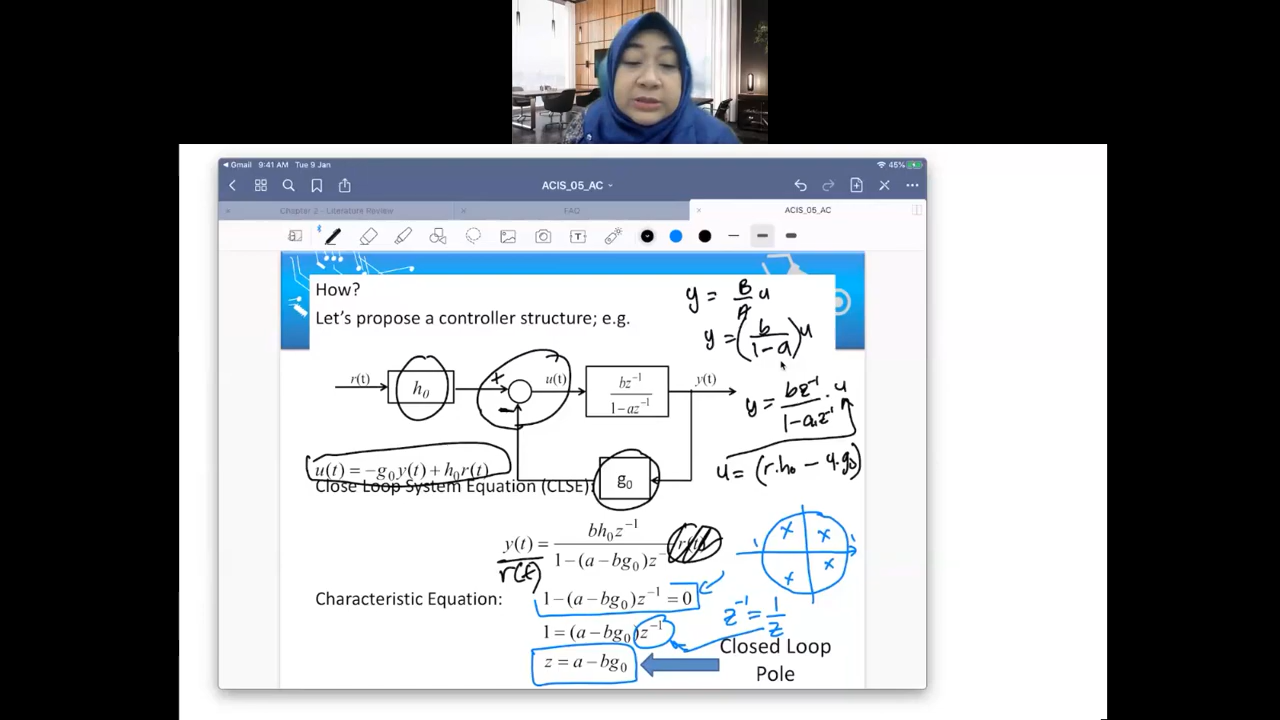 Gmail 9:41 AM Tue 9 Jan
45%
ACIS_05_AC
Chapter 2 - Literature Review
FAQ
ACIS_05_AC
How?
Let's propose a controller structure; e.g.
y = B/A u
y = (b/1-a)u
r(t)
h₀
+
-
u(t)
bz⁻¹
1-az⁻¹
y(t)
g₀
y = bz⁻¹/1-a₁z⁻¹ · u
u = (r.h₀ - y.g₀)
u(t) = -g₀y(t) + h₀r(t)
Close Loop System Equation (CLSE):
y(t)/r(t) = bh₀z⁻¹/1-(a-bg₀)z⁻¹
Characteristic Equation:
1-(a-bg₀)z⁻¹ = 0
1 = (a-bg₀)z⁻¹
z⁻¹ = 1/z
z = a-bg₀
Closed Loop
Pole